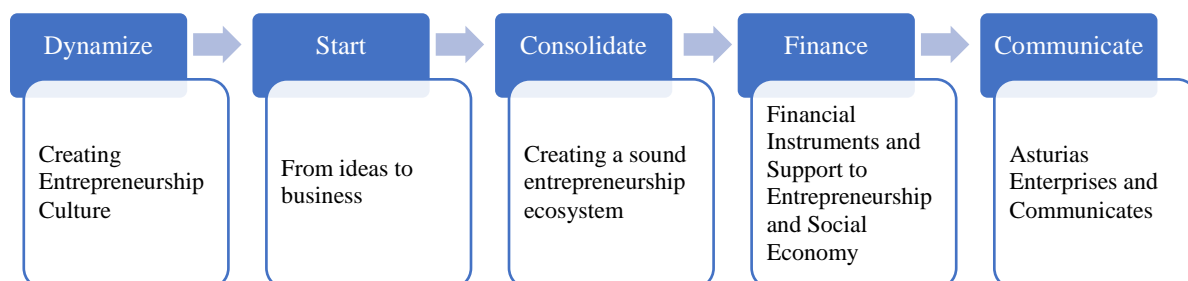 Dynamize
Creating
Entrepreneurship
Culture
Start
From ideas to
business
Consolidate
Creating a sound
entrepreneurship
ecosystem
Finance
Financial
Instruments and
Support to
Entrepreneurship
and Social
Economy
Communicate
Asturias
Enterprises and
Communicates